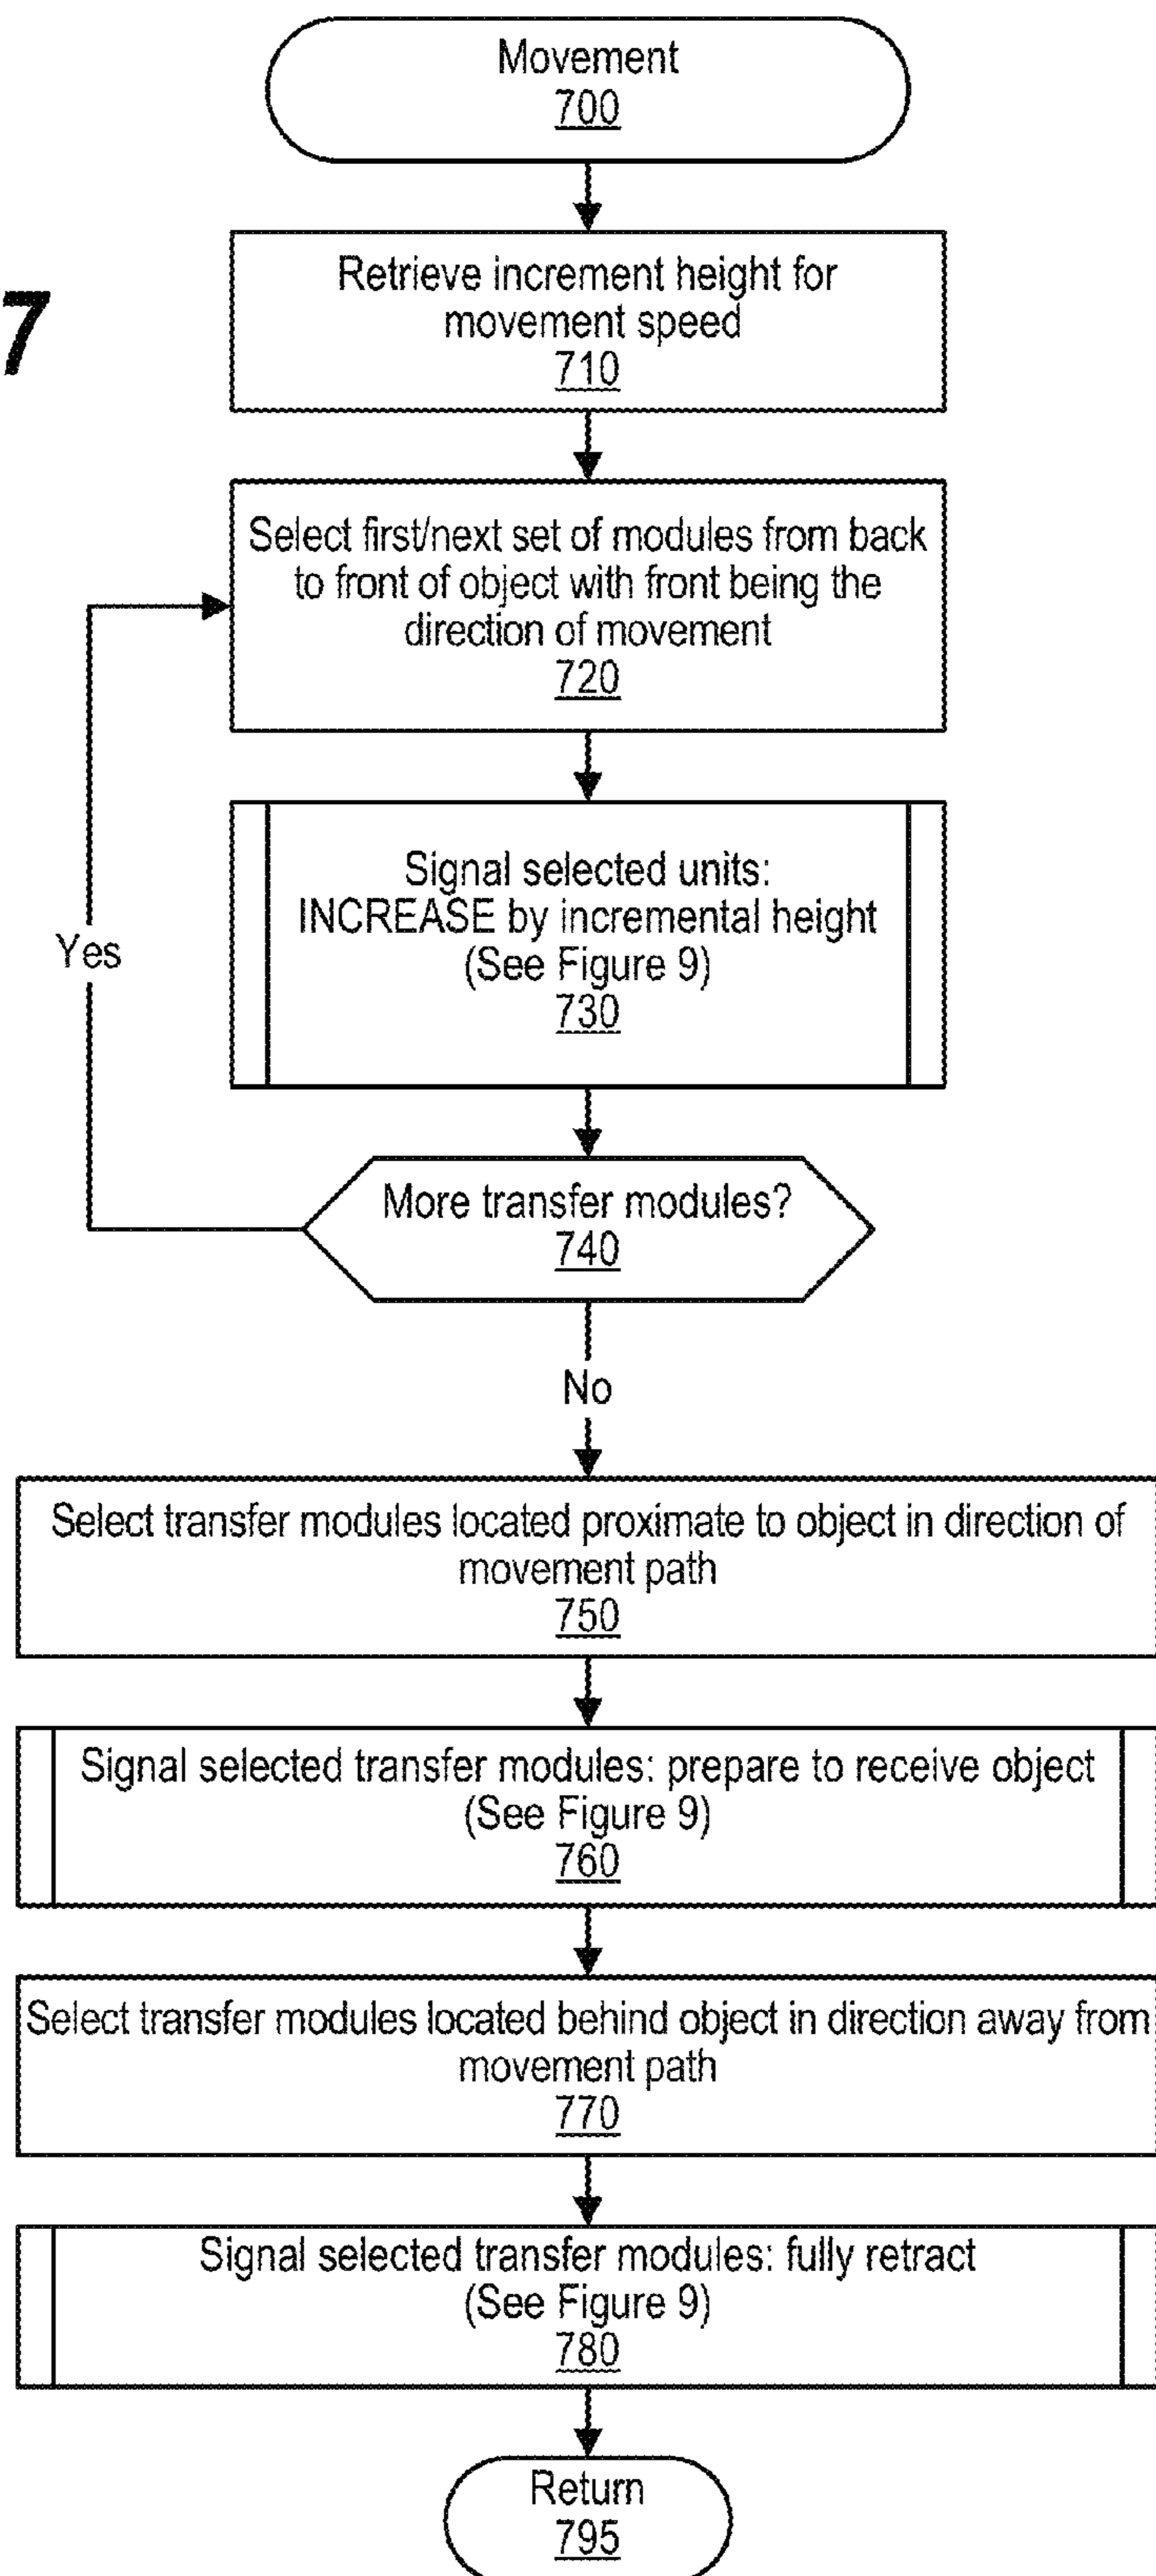 Movement
700
7
Retrieve increment height for
movement speed
710
Select first/next set of modules from back
to front of object with front being the
direction of movement
720
Signal selected units:
INCREASE by incremental height
(See Figure 9)
730
Yes
More transfer modules?
740
No
Select transfer modules located proximate to object in direction of
movement path
750
Signal selected transfer modules: prepare to receive object
(See Figure 9)
760
Select transfer modules located behind object in direction away from
movement path
770
Signal selected transfer modules: fully retract
(See Figure 9)
780
Return
795